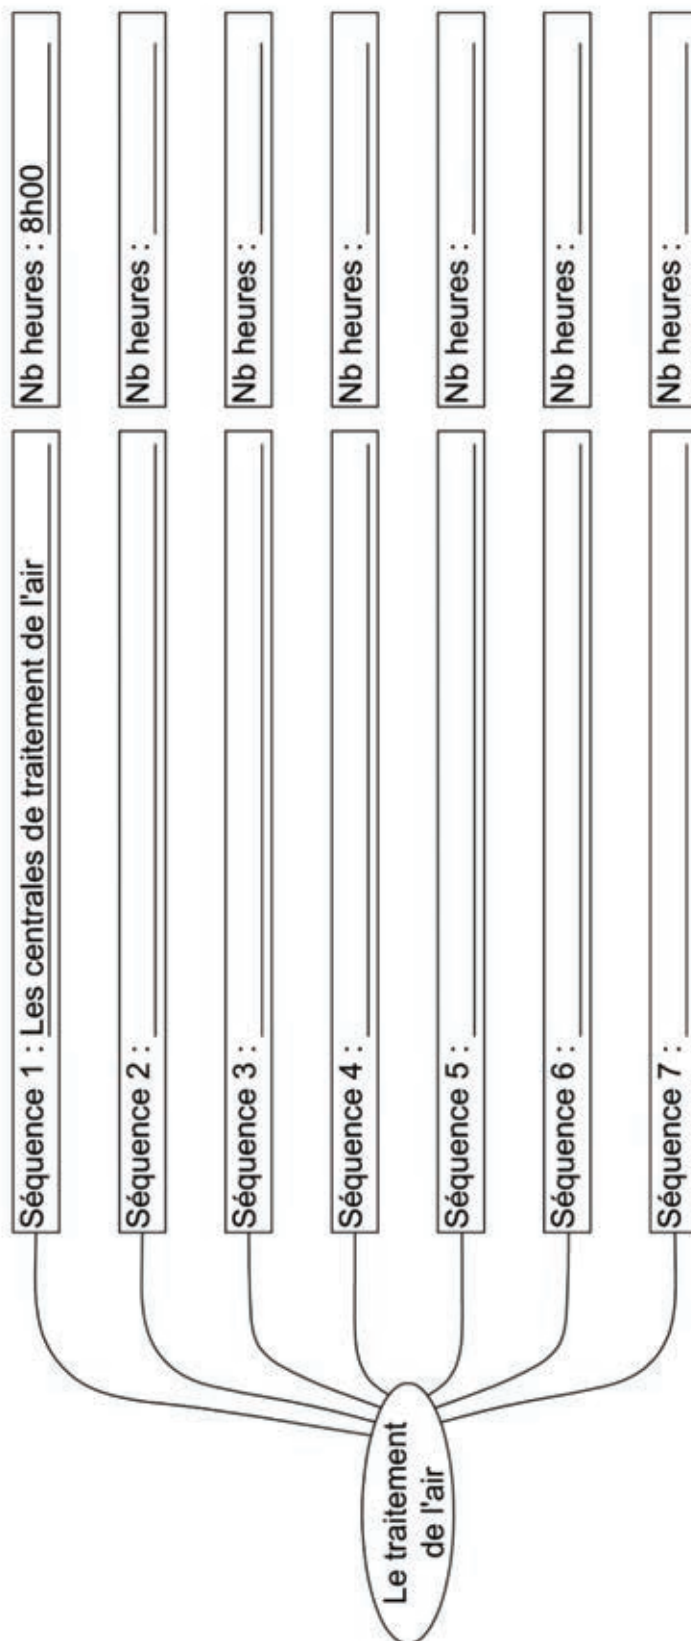 Le traitement
de l'air
Séquence 1 : Les centrales de traitement de l'air
Nb heures : 8h00
Séquence 2 :
Nb heures :
Séquence 3 :
Nb heures :
Séquence 4 :
Nb heures :
Séquence 5 :
Nb heures :
Séquence 6 :
Nb heures :
Séquence 7 :
Nb heures :